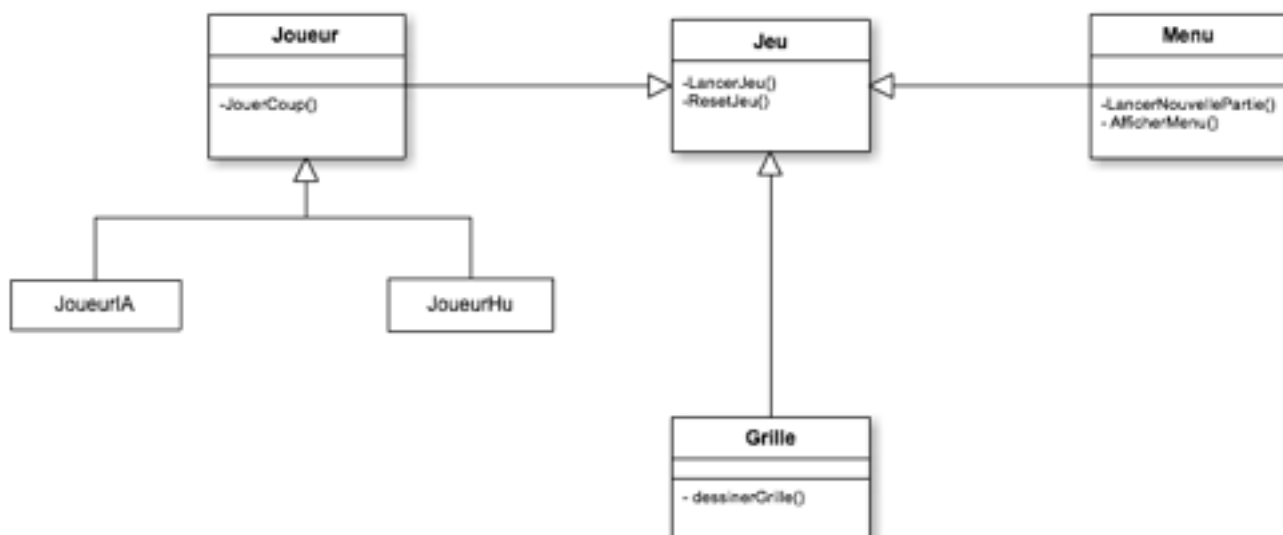 Joueur
-JouerCoup()
Jeu
-LancerJeu()
-ResetJeu()
Menu
-LancerNouvellePartie()
- AfficherMenu()
JoueurIA
JoueurHu
Grille
- dessinerGrille()